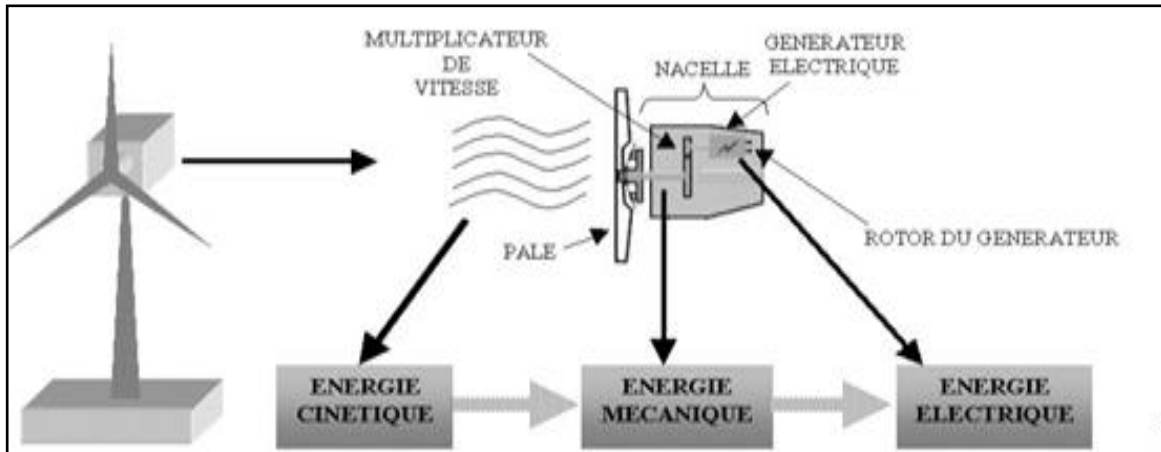 MULTIPLICATEUR
DE
VITESSE
GENERATEUR
ELECTRIQUE
NACELLE
PALE
ROTOR DU GENERATEUR
ENERGIE
CINETIQUE
ENERGIE
MECANIQUE
ENERGIE
ELECTRIQUE